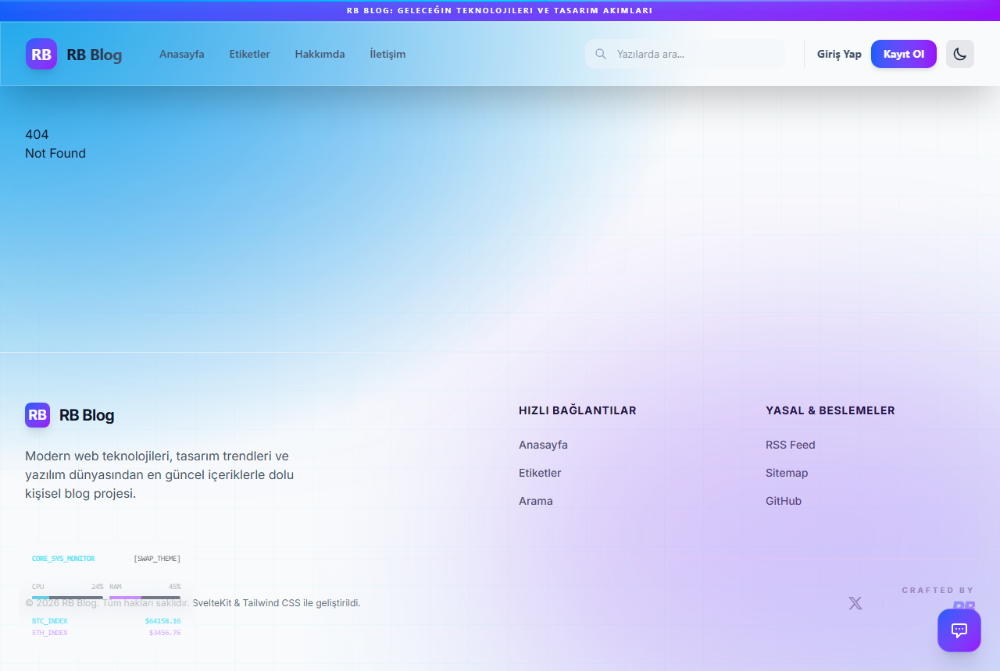 RB BLOG: GELECEĞIN TEKNOLOJILERI VE TASARIM AKIMLARI
RB RB Blog Anasayfa Etiketler Hakkımda İletişim Yazılarda ara... Giriş Yap Kayıt Ol
404
Not Found
RB RB Blog
Modern web teknolojileri, tasarım trendleri ve
yazılım dünyasından en güncel içeriklerle dolu
kişisel blog projesi.
HIZLI BAĞLANTILAR
Anasayfa
Etiketler
Arama
YASAL & BESLEMELER
RSS Feed
Sitemap
GitHub
CORE_SYS_MONITOR [SWAP_THEME]
CPU 24% RAM 45%
© 2026 RB Blog. Tüm hakları saklıdır. SvelteKit & Tailwind CSS ile geliştirildi.
BTC_INDEX $64158.16
ETH_INDEX $3456.76
CRAFTED BY
RB